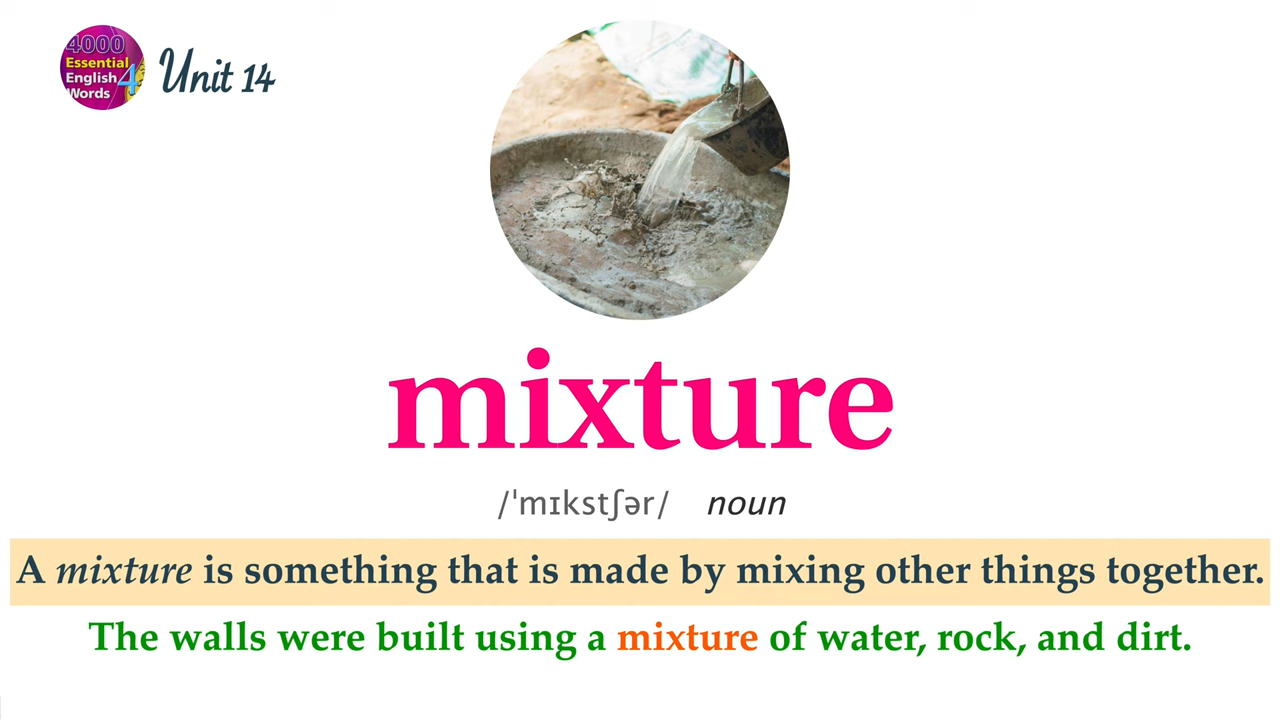 4000
Essential
English
Words 4
Unit 14
mixture
/ˈmɪkstʃər/ noun
A mixture is something that is made by mixing other things together.
The walls were built using a mixture of water, rock, and dirt.